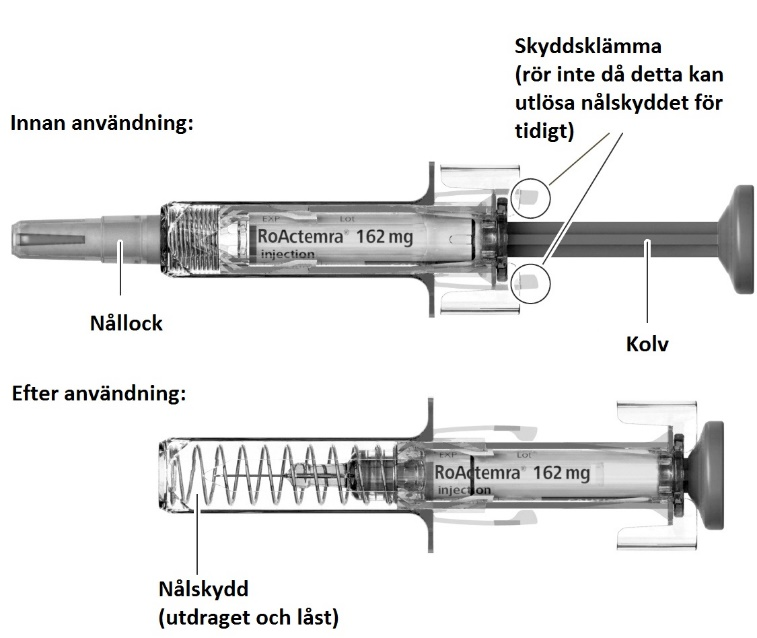 Skyddsklämma
(rör inte då detta kan
utlösa nålskyddet för
tidigt)
Innan användning:
EXP Lot
RoActemra® 162 mg
injection
Nållock
Kolv
Efter användning:
EXP Lot
RoActemra® 162 mg
injection
Nålskydd
(utdraget och låst)